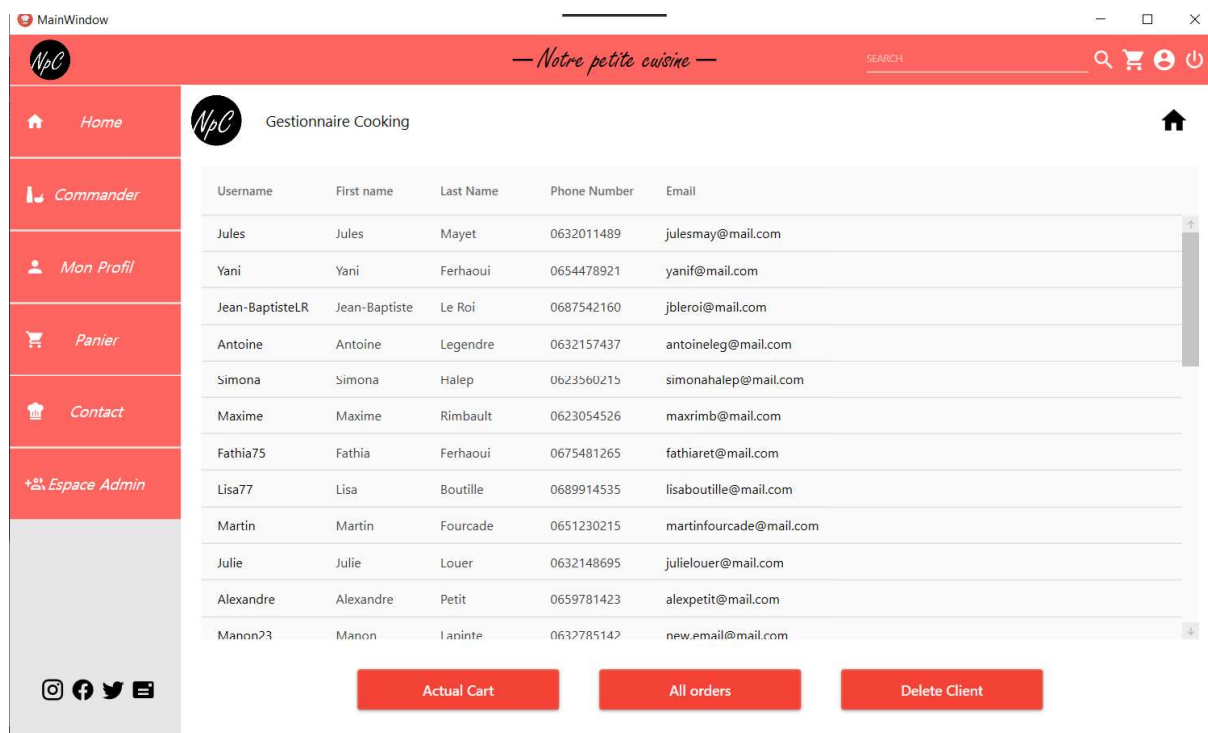 MainWindow
NpC
— Notre petite cuisine —
SEARCH
Home
Commander
Mon Profil
Panier
Contact
Espace Admin
NpC
Gestionnaire Cooking
Username First name Last Name Phone Number Email
Jules Jules Mayet 0632011489 julesmay@mail.com
Yani Yani Ferhaoui 0654478921 yanif@mail.com
Jean-BaptisteLR Jean-Baptiste Le Roi 0687542160 jbleroi@mail.com
Antoine Antoine Legendre 0632157437 antoineleg@mail.com
Simona Simona Halep 0623560215 simonahalep@mail.com
Maxime Maxime Rimbault 0623054526 maxrimb@mail.com
Fathia75 Fathia Ferhaoui 0675481265 fathiaret@mail.com
Lisa77 Lisa Boutille 0689914535 lisaboutille@mail.com
Martin Martin Fourcade 0651230215 martinfourcade@mail.com
Julie Julie Louer 0632148695 julielouer@mail.com
Alexandre Alexandre Petit 0659781423 alexpetit@mail.com
Manon23 Manon Lapinte 0632785142 new.email@mail.com
Actual Cart
All orders
Delete Client